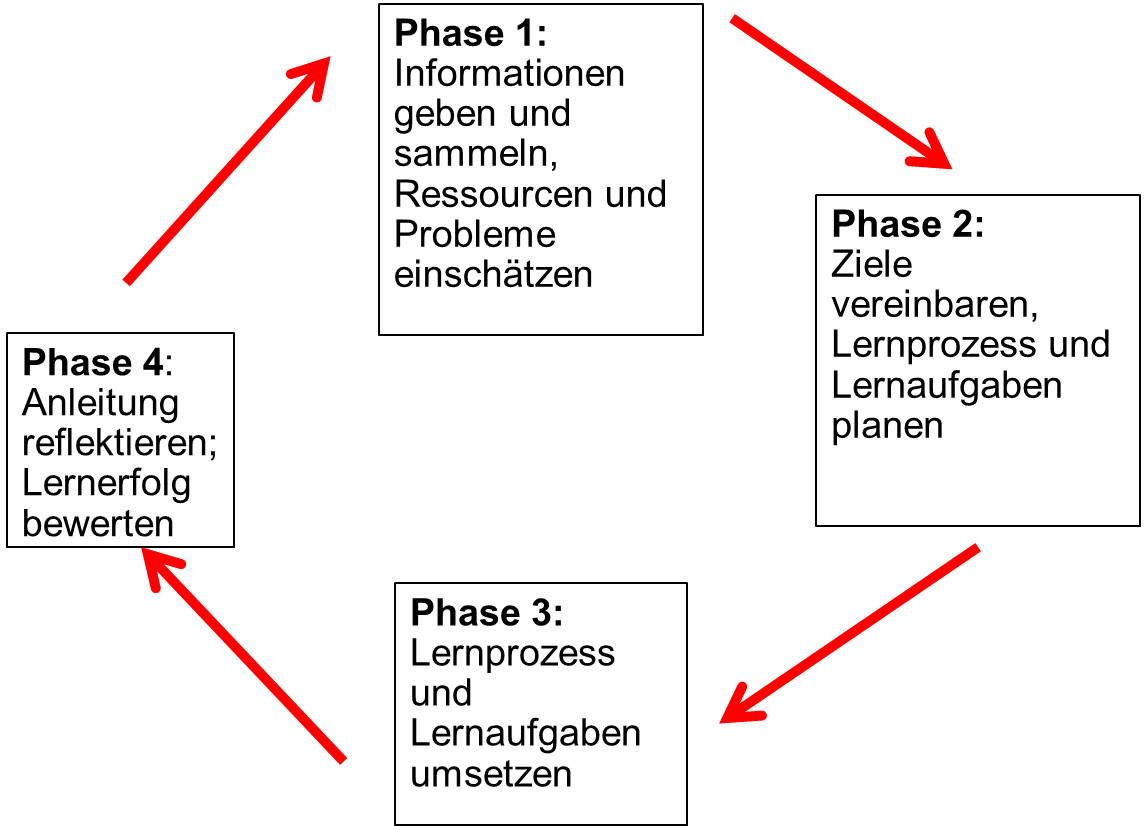 Phase 1:
Informationen
geben und
sammeln,
Ressourcen und
Probleme
einschätzen
Phase 2:
Ziele
vereinbaren,
Lernprozess und
Lernaufgaben
planen
Phase 3:
Lernprozess
und
Lernaufgaben
umsetzen
Phase 4:
Anleitung
reflektieren;
Lernerfolg
bewerten